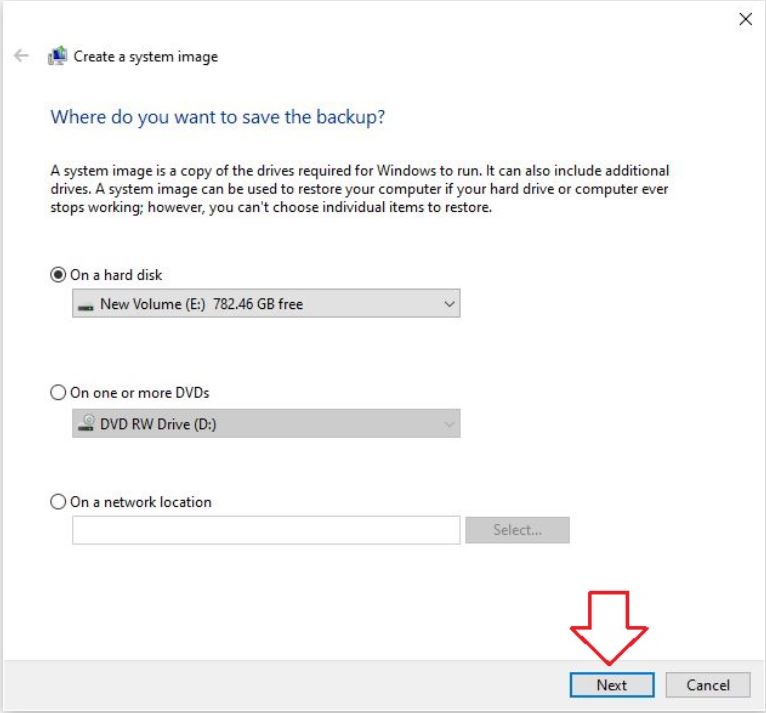 Create a system image
Where do you want to save the backup?
A system image is a copy of the drives required for Windows to run. It can also include additional
drives. A system image can be used to restore your computer if your hard drive or computer ever
stops working; however, you can't choose individual items to restore.
On a hard disk
New Volume (E:)  782.46 GB free
On one or more DVDs
DVD RW Drive (D:)
On a network location
Select...
Next
Cancel